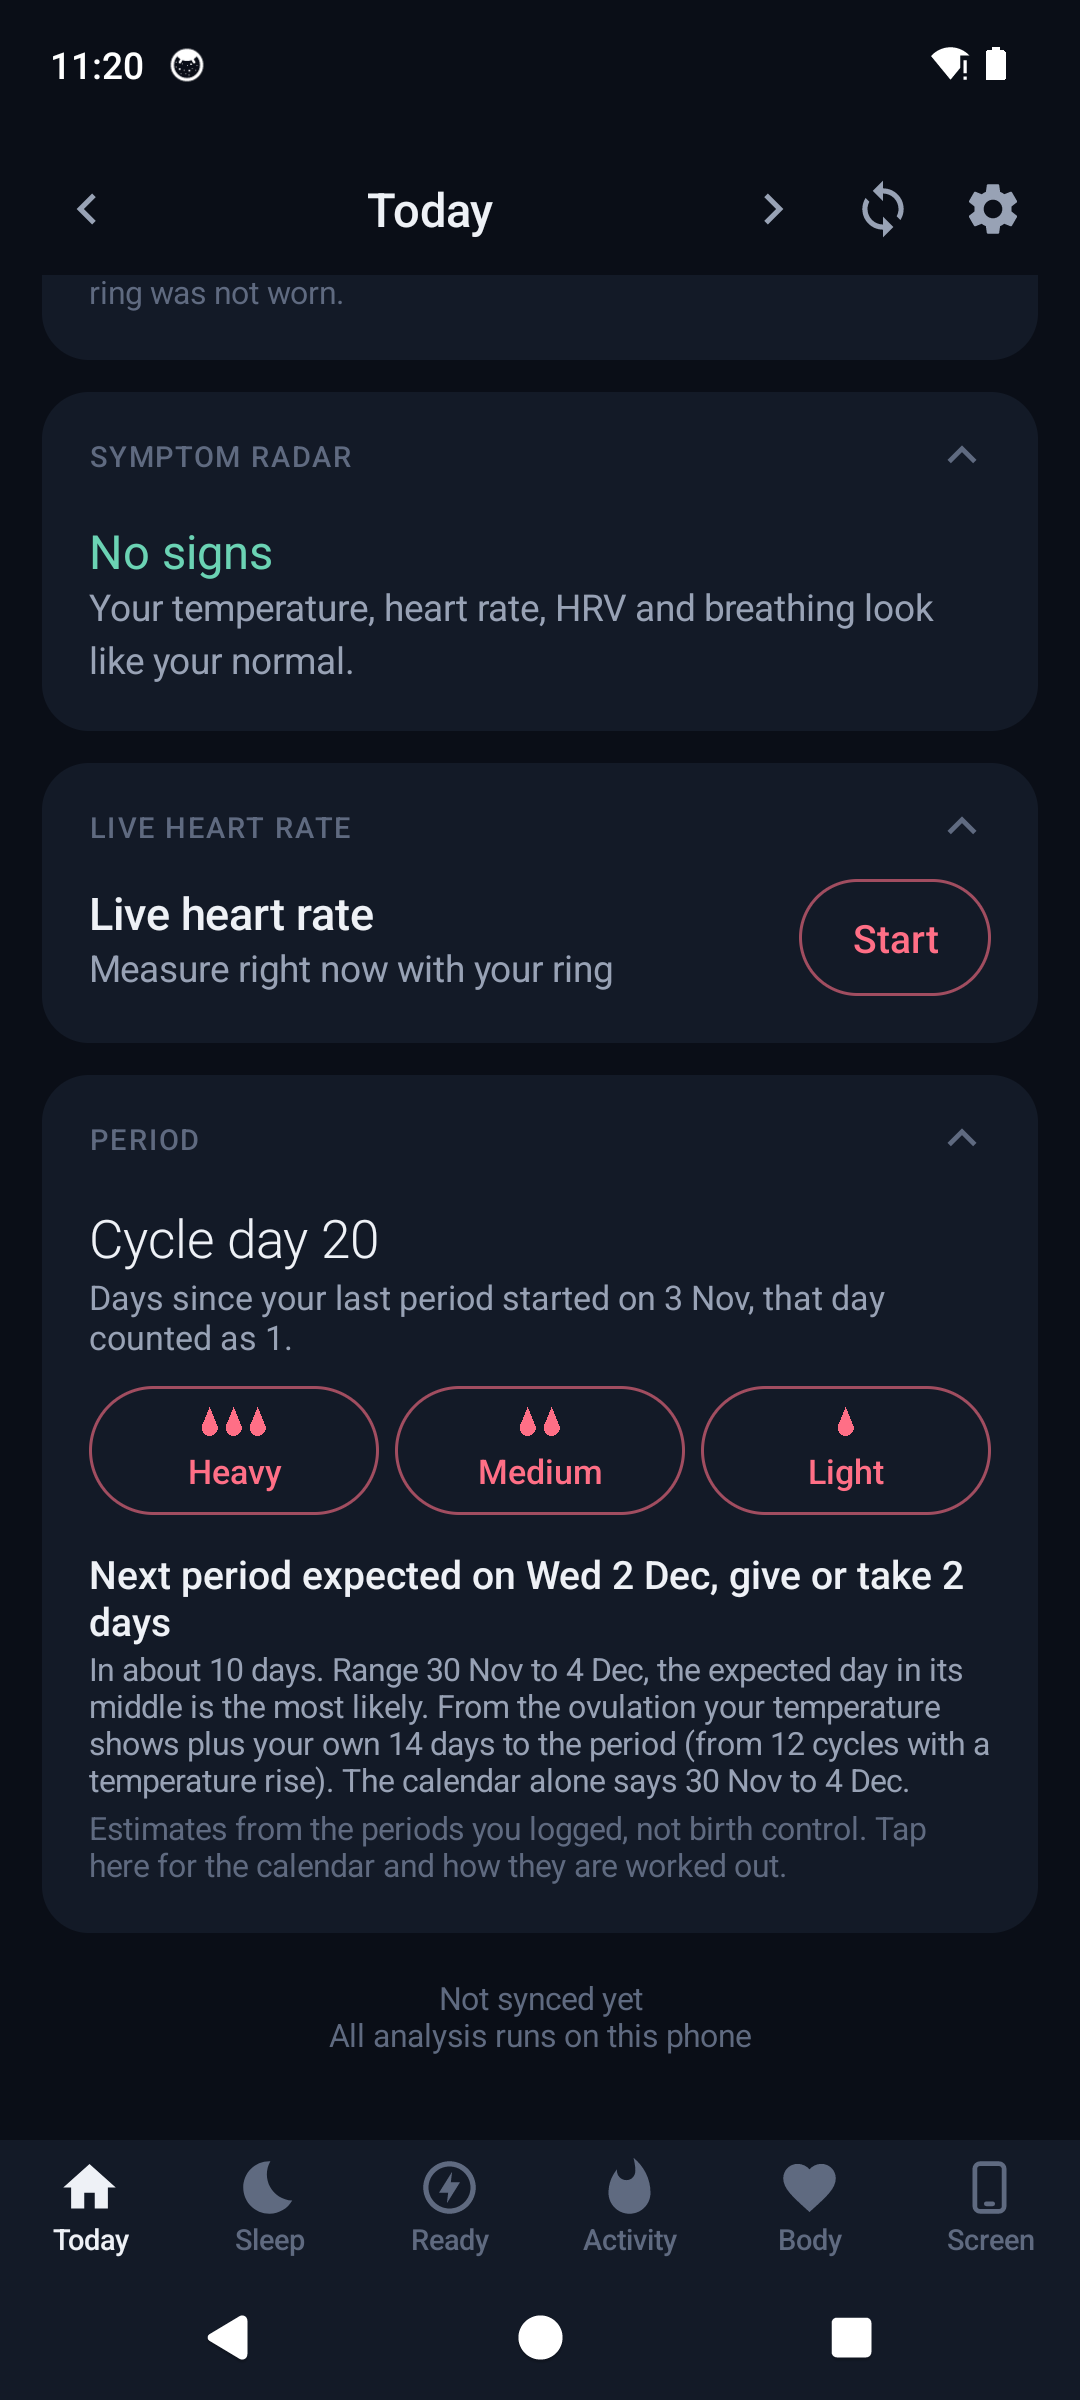 11:20
Today
ring was not worn.
SYMPTOM RADAR
No signs
Your temperature, heart rate, HRV and breathing look
like your normal.
LIVE HEART RATE
Live heart rate
Measure right now with your ring
Start
PERIOD
Cycle day 20
Days since your last period started on 3 Nov, that day
counted as 1.
Heavy
Medium
Light
Next period expected on Wed 2 Dec, give or take 2
days
In about 10 days. Range 30 Nov to 4 Dec, the expected day in its
middle is the most likely. From the ovulation your temperature
shows plus your own 14 days to the period (from 12 cycles with a
temperature rise). The calendar alone says 30 Nov to 4 Dec.
Estimates from the periods you logged, not birth control. Tap
here for the calendar and how they are worked out.
Not synced yet
All analysis runs on this phone
Today
Sleep
Ready
Activity
Body
Screen